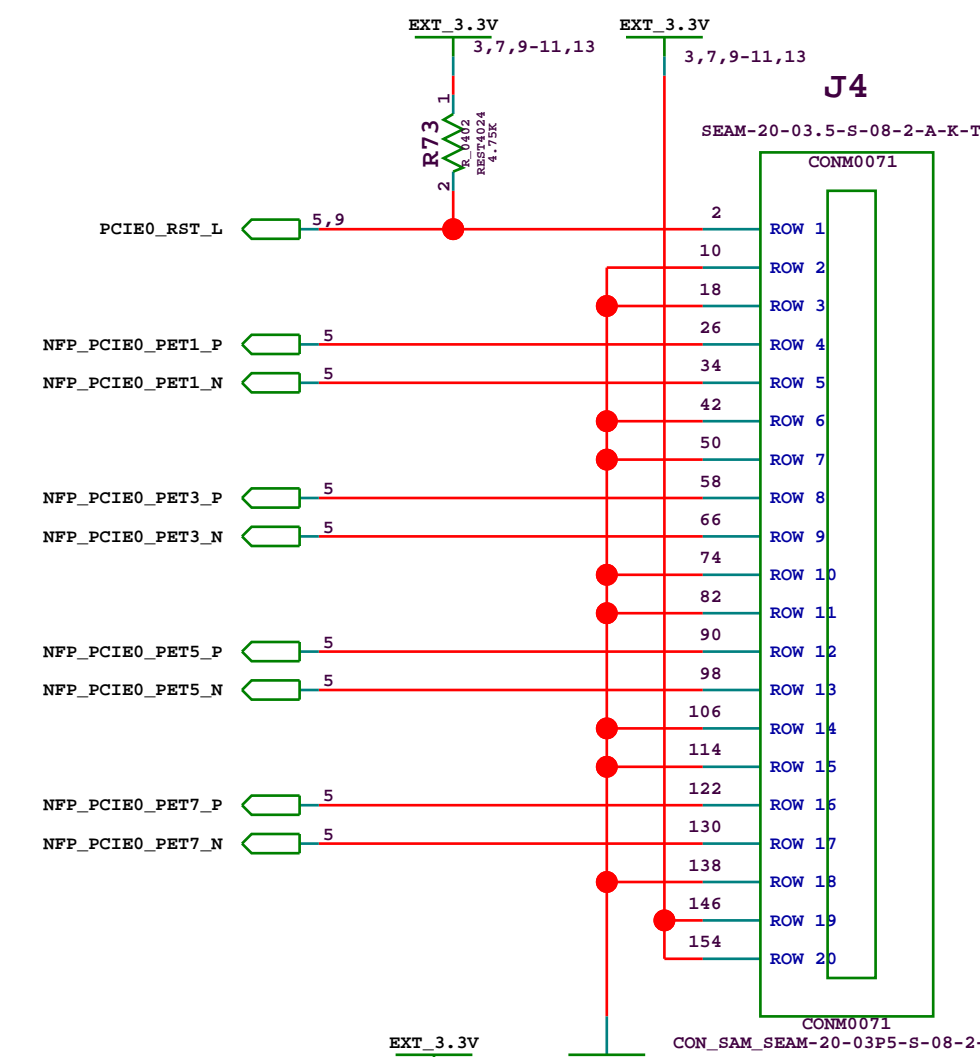 EXT_3.3V EXT_3.3V
3,7,9-11,13
3,7,9-11,13
J4
SEAM-20-03.5-S-08-2-A-K-T
CONM0071
1
R73
R_0402
REST4024
4.75K
2
PCIE0_RST_L 5,9 2 ROW 1
10 ROW 2
18 ROW 3
NFP_PCIE0_PET1_P 5 26 ROW 4
NFP_PCIE0_PET1_N 5 34 ROW 5
42 ROW 6
50 ROW 7
NFP_PCIE0_PET3_P 5 58 ROW 8
NFP_PCIE0_PET3_N 5 66 ROW 9
74 ROW 10
82 ROW 11
NFP_PCIE0_PET5_P 5 90 ROW 12
NFP_PCIE0_PET5_N 5 98 ROW 13
106 ROW 14
114 ROW 15
NFP_PCIE0_PET7_P 5 122 ROW 16
NFP_PCIE0_PET7_N 5 130 ROW 17
138 ROW 18
146 ROW 19
154 ROW 20
CONM0071
EXT_3.3V CON_SAM_SEAM-20-03P5-S-08-2-